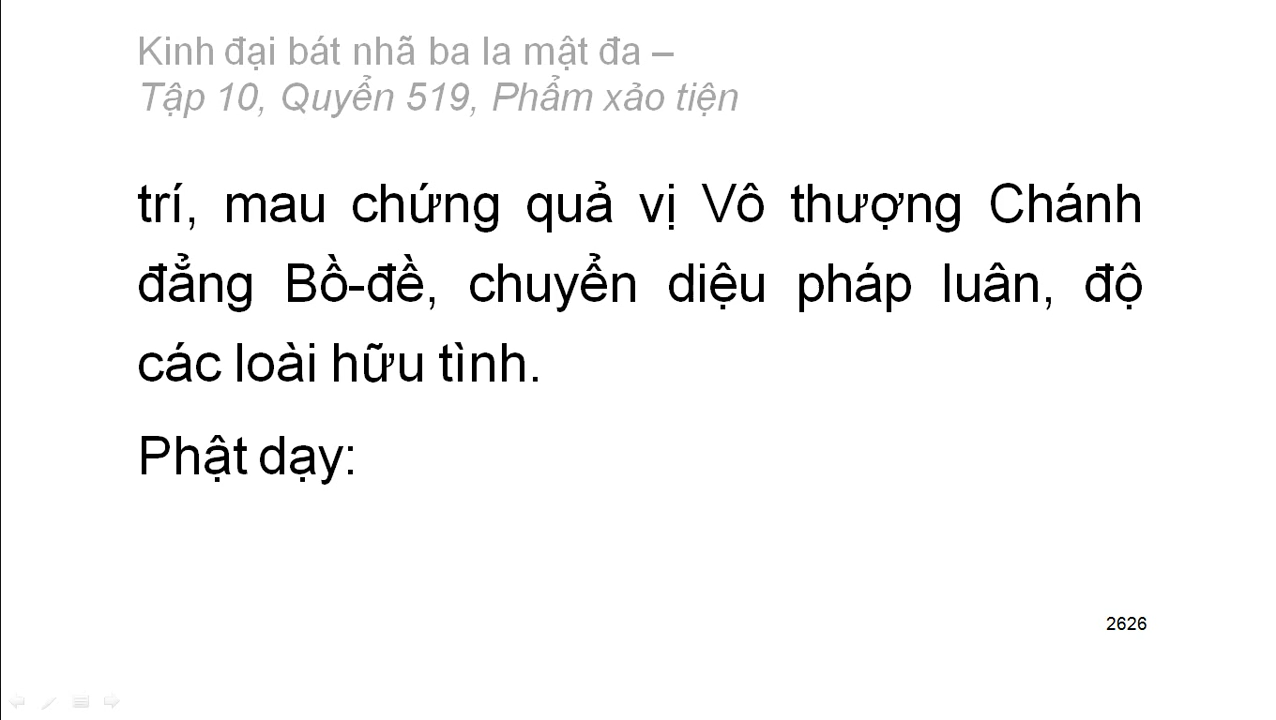 Kinh đại bát nhã ba la mật đa –
Tập 10, Quyển 519, Phẩm xảo tiện
trí, mau chứng quả vị Vô thượng Chánh
đẳng Bồ-đề, chuyển diệu pháp luân, độ
các loài hữu tình.
Phật dạy:
2626